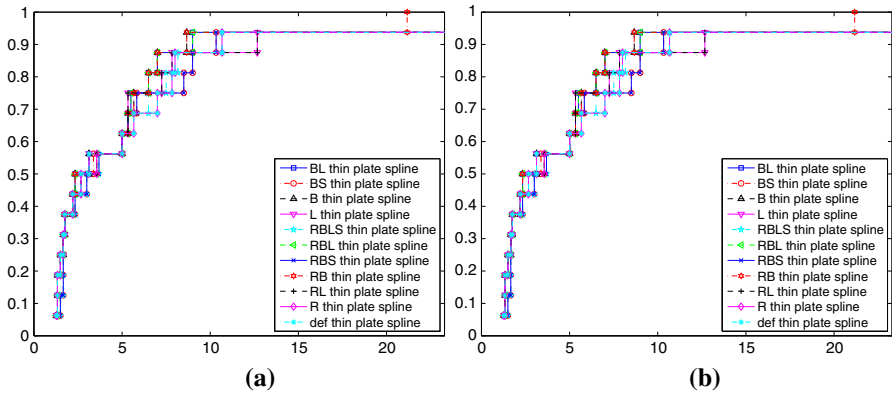 1
0.9
0.8
0.7
0.6
0.5
0.4
0.3
0.2
0.1
0
0 5 10 15 20
BL thin plate spline
BS thin plate spline
B thin plate spline
L thin plate spline
RBLS thin plate spline
RBL thin plate spline
RBS thin plate spline
RB thin plate spline
RL thin plate spline
R thin plate spline
def thin plate spline
(a)
1
0.9
0.8
0.7
0.6
0.5
0.4
0.3
0.2
0.1
0
0 5 10 15 20
BL thin plate spline
BS thin plate spline
B thin plate spline
L thin plate spline
RBLS thin plate spline
RBL thin plate spline
RBS thin plate spline
RB thin plate spline
RL thin plate spline
R thin plate spline
def thin plate spline
(b)